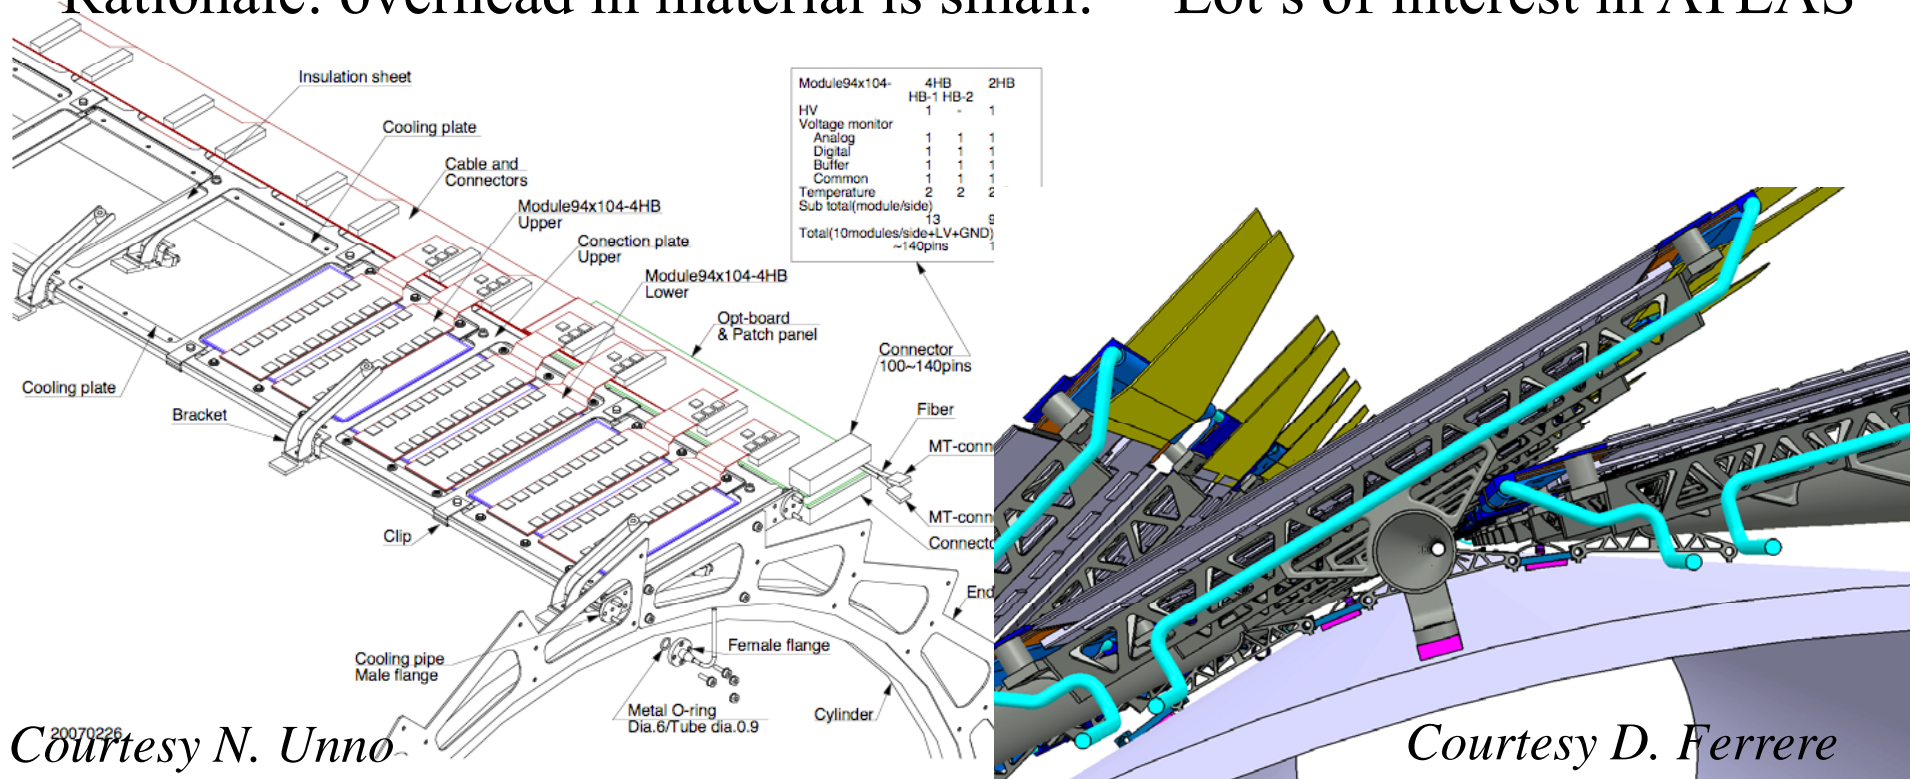 Rationale: overhead in material is small. Lot's of interest in ATLAS
Insulation sheet
Cooling plate
Cable and
Connectors
Module94x104-4HB
Upper
Conection plate
Upper
Module94x104-4HB
Lower
Opt-board
& Patch panel
Connector
100~140pins
Fiber
MT-conn
MT-conn
Connecto
Module94x104- 4HB 2HB
HB-1 HB-2
HV 1 - 1
Voltage monitor
Analog 1 1 1
Digital 1 1 1
Buffer 1 1 1
Common 1 1 1
Temperature 2 2 2
Sub total(module/side)
13 9
Total(10modules/side+LV+GND)
~140pins 1
Cooling plate
Bracket
Clip
End
Cooling pipe
Male flange
Female flange
Metal O-ring
Dia.6/Tube dia.0.9
Cylinder
20070226
Courtesy N. Unno
Courtesy D. Ferrere